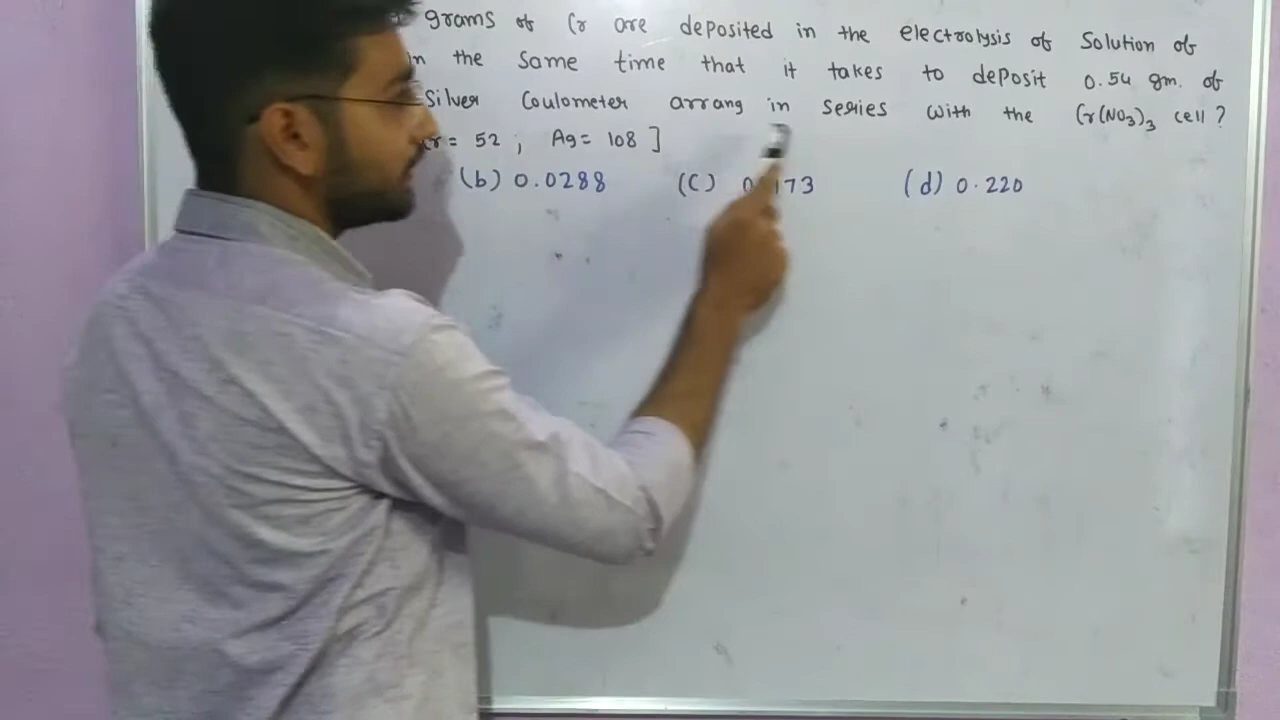 grams of Cr are deposited in the electrolysis of Solution of
in the same time that it takes to deposit 0.54 gm. of
Silver Coulometer arrang in series with the Cr(NO3)3 cell ?
= 52 ; Ag = 108 ]
(b) 0.0288 (C) (d) 0.220